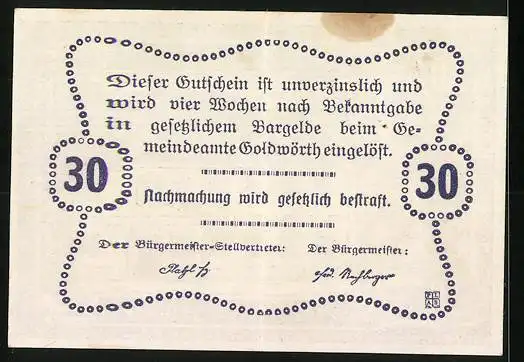 Dieser Gutschein ist unverzinslich und
wird vier Wochen nach Bekanntgabe
in gesetzlichem Bargelde beim Ge-
meindeamte Goldwörth eingelöst.
30
30
Nachmachung wird gesetzlich bestraft.
Der Bürgermeister-Stellvertreter:
Der Bürgermeister: